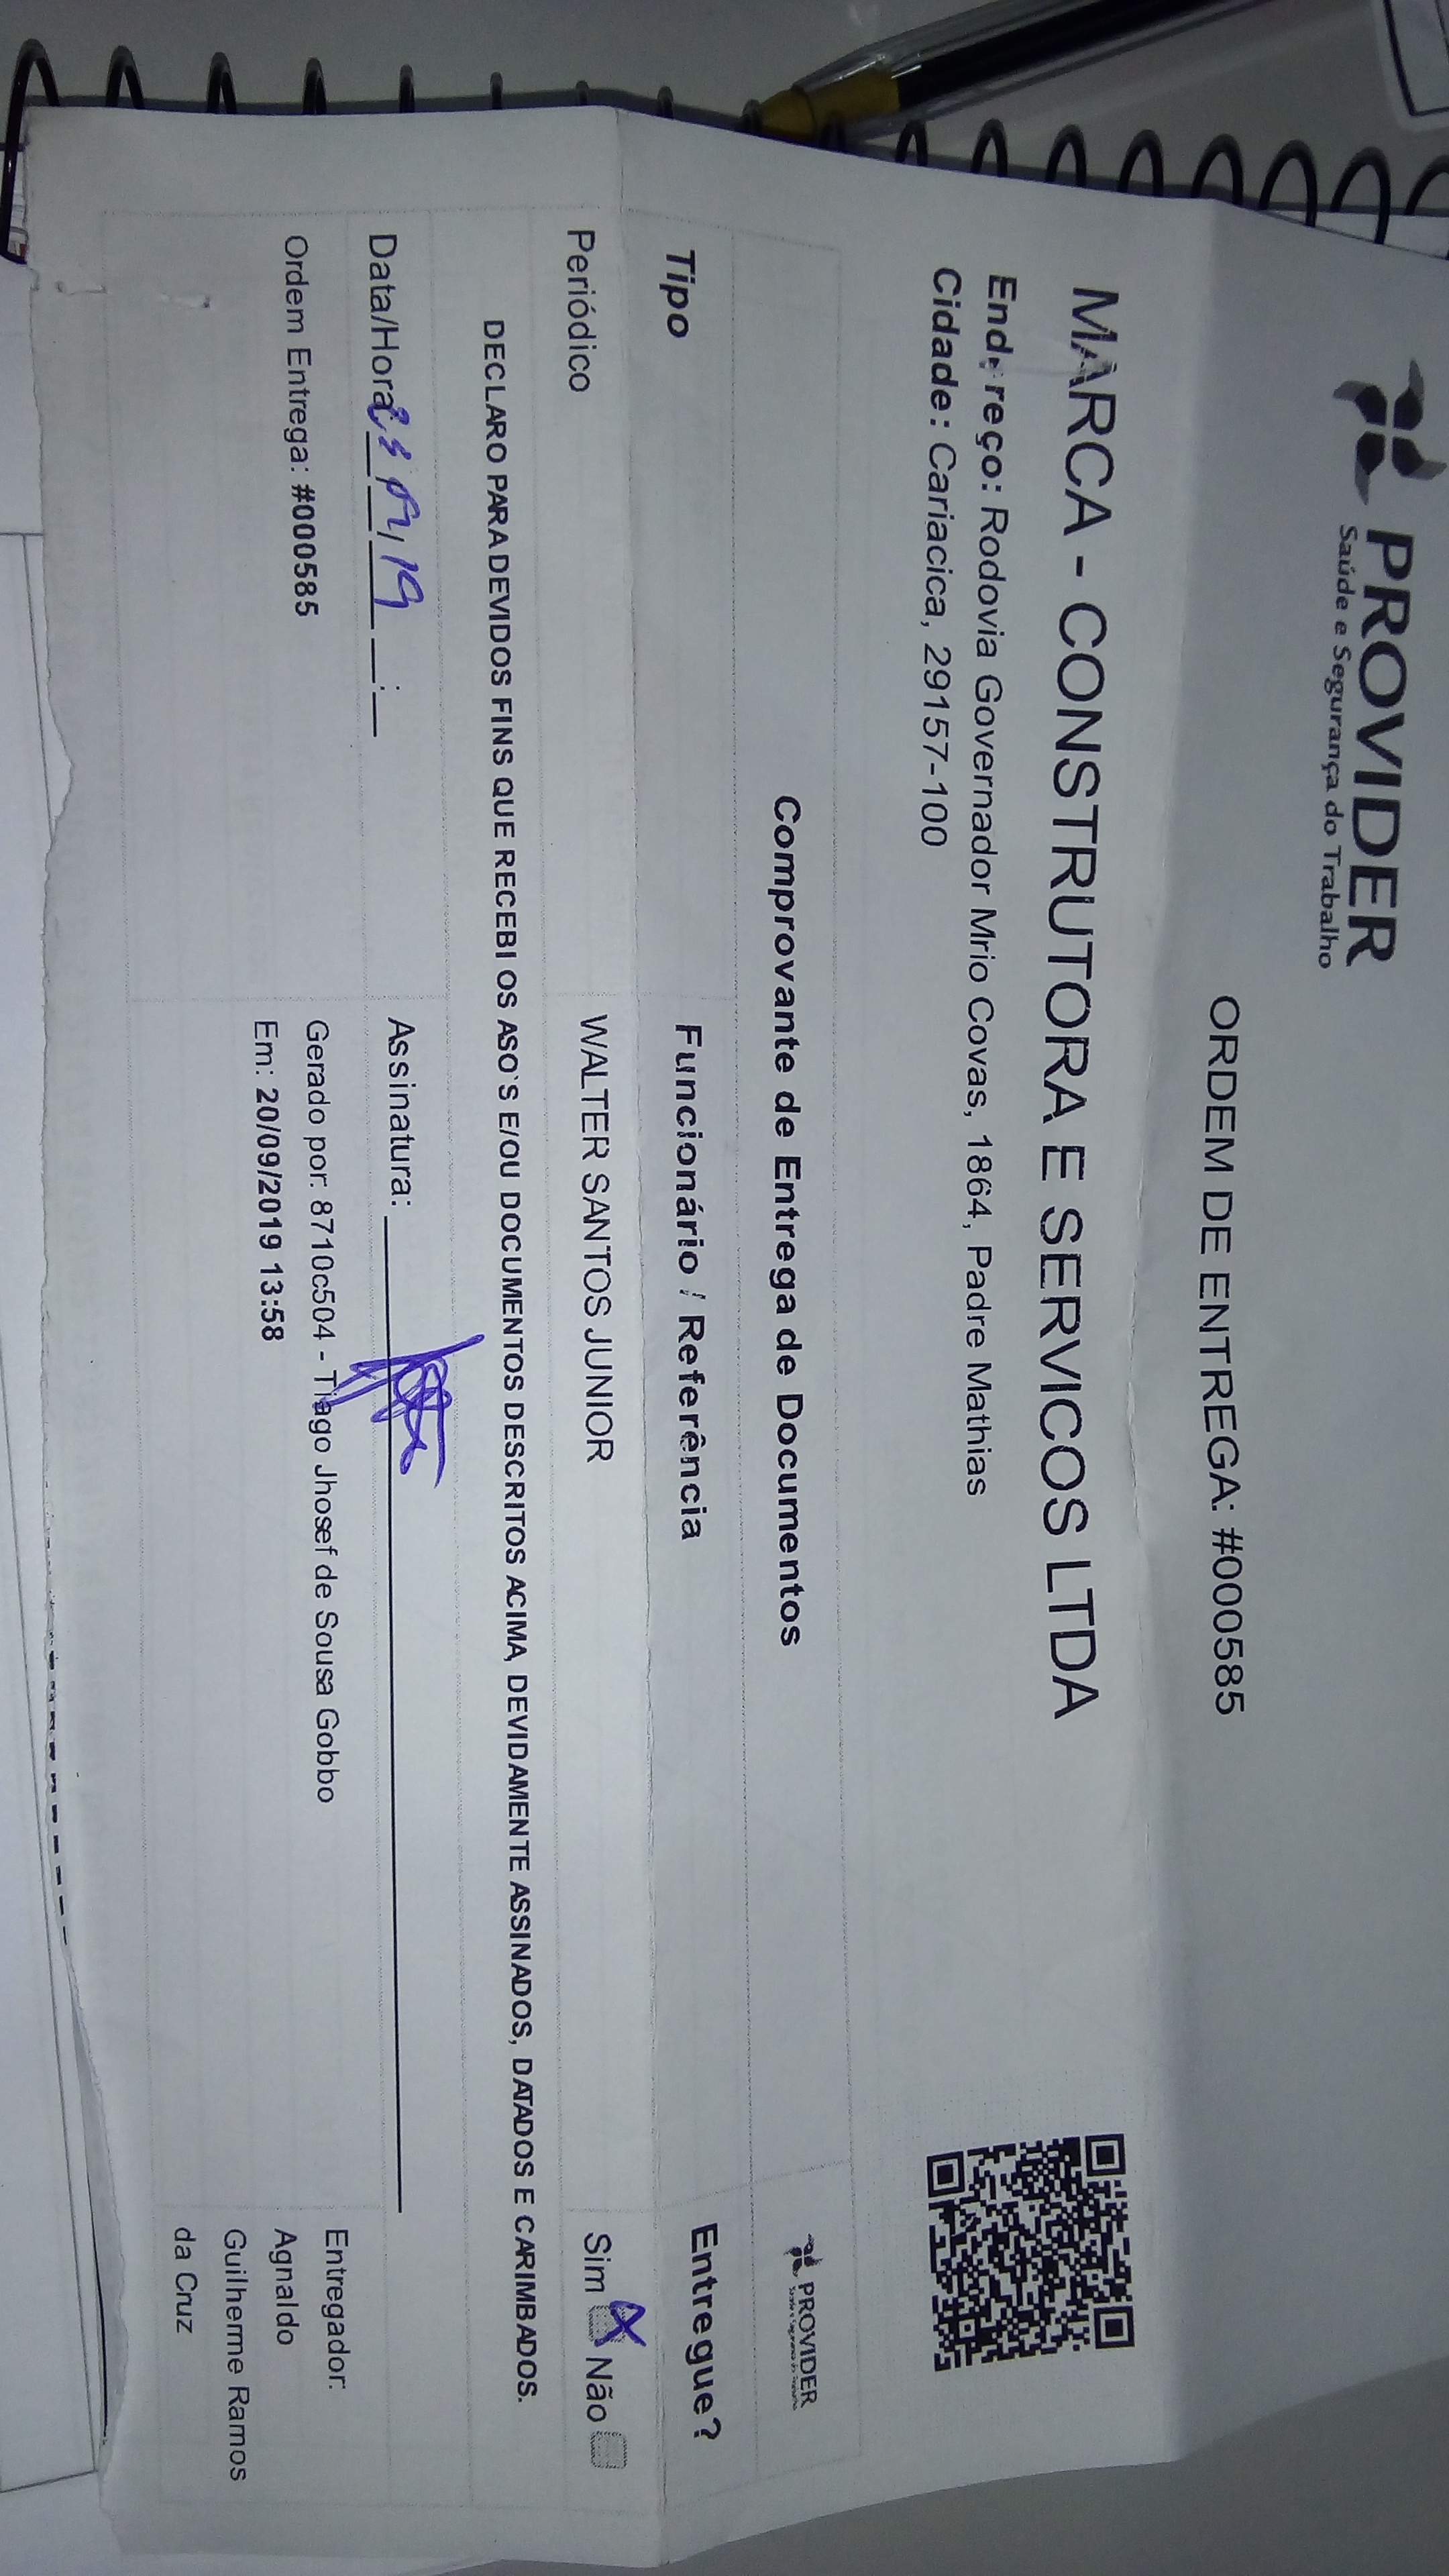 PROVIDER
Saúde e Segurança do Trabalho
ORDEM DE ENTREGA: #000585
MARCA - CONSTRUTORA E SERVICOS LTDA
Endereço: Rodovia Governador Mrio Covas, 1864, Padre Mathias
Cidade: Cariacica, 29157-100
Comprovante de Entrega de Documentos
PROVIDER
Tipo Funcionário / Referência Entregue?
Periódico WALTER SANTOS JUNIOR Sim X Não
DECLARO PARA DEVIDOS FINS QUE RECEBI OS ASO'S E/OU DOCUMENTOS DESCRITOS ACIMA, DEVIDAMENTE ASSINADOS, DATADOS E CARIMBADOS.
Data/Hora 19 __:__ Assinatura:
Ordem Entrega: #000585
Gerado por: 8710c504 - Tiago Jhosef de Sousa Gobbo
Em: 20/09/2019 13:58
Entregador:
Agnaldo
Guilherme Ramos
da Cruz